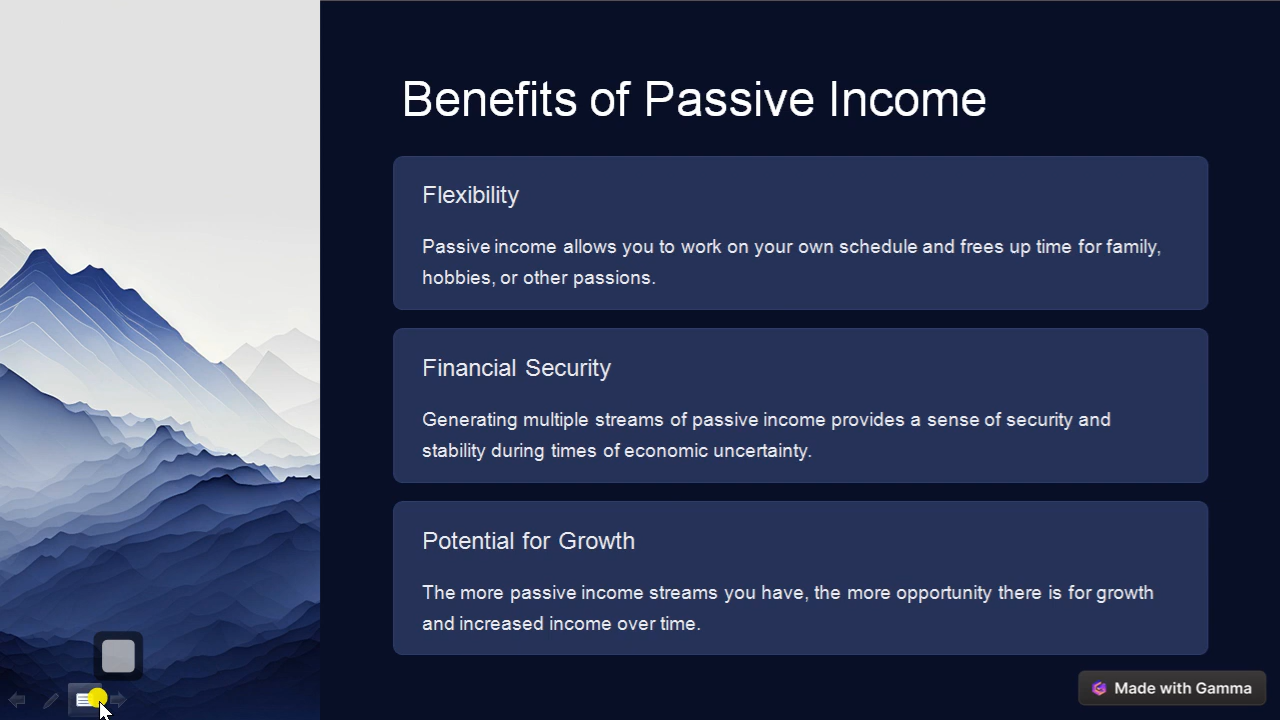 Benefits of Passive Income
Flexibility
Passive income allows you to work on your own schedule and frees up time for family,
hobbies, or other passions.
Financial Security
Generating multiple streams of passive income provides a sense of security and
stability during times of economic uncertainty.
Potential for Growth
The more passive income streams you have, the more opportunity there is for growth
and increased income over time.
Made with Gamma